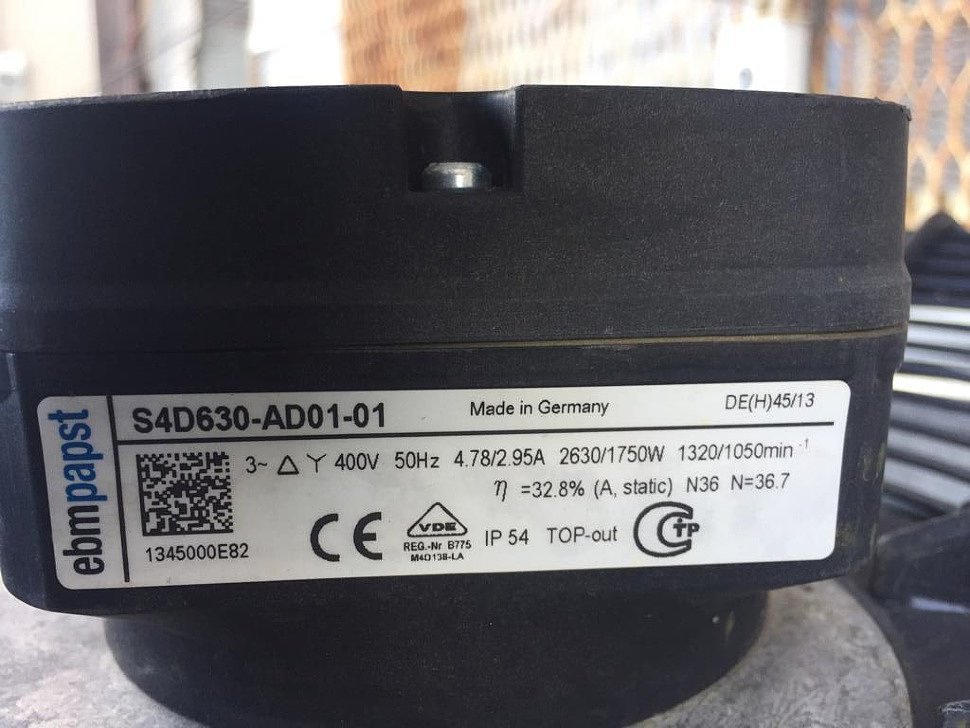 ebmpapst
S4D630-AD01-01 Made in Germany DE(H)45/13
3~ △ Y 400V 50Hz 4.78/2.95A 2630/1750W 1320/1050min⁻¹
η =32.8% (A, static) N36 N=36.7
1345000E82
CE VDE IP 54 TOP-out
REG.-Nr B775
M4D138-LA